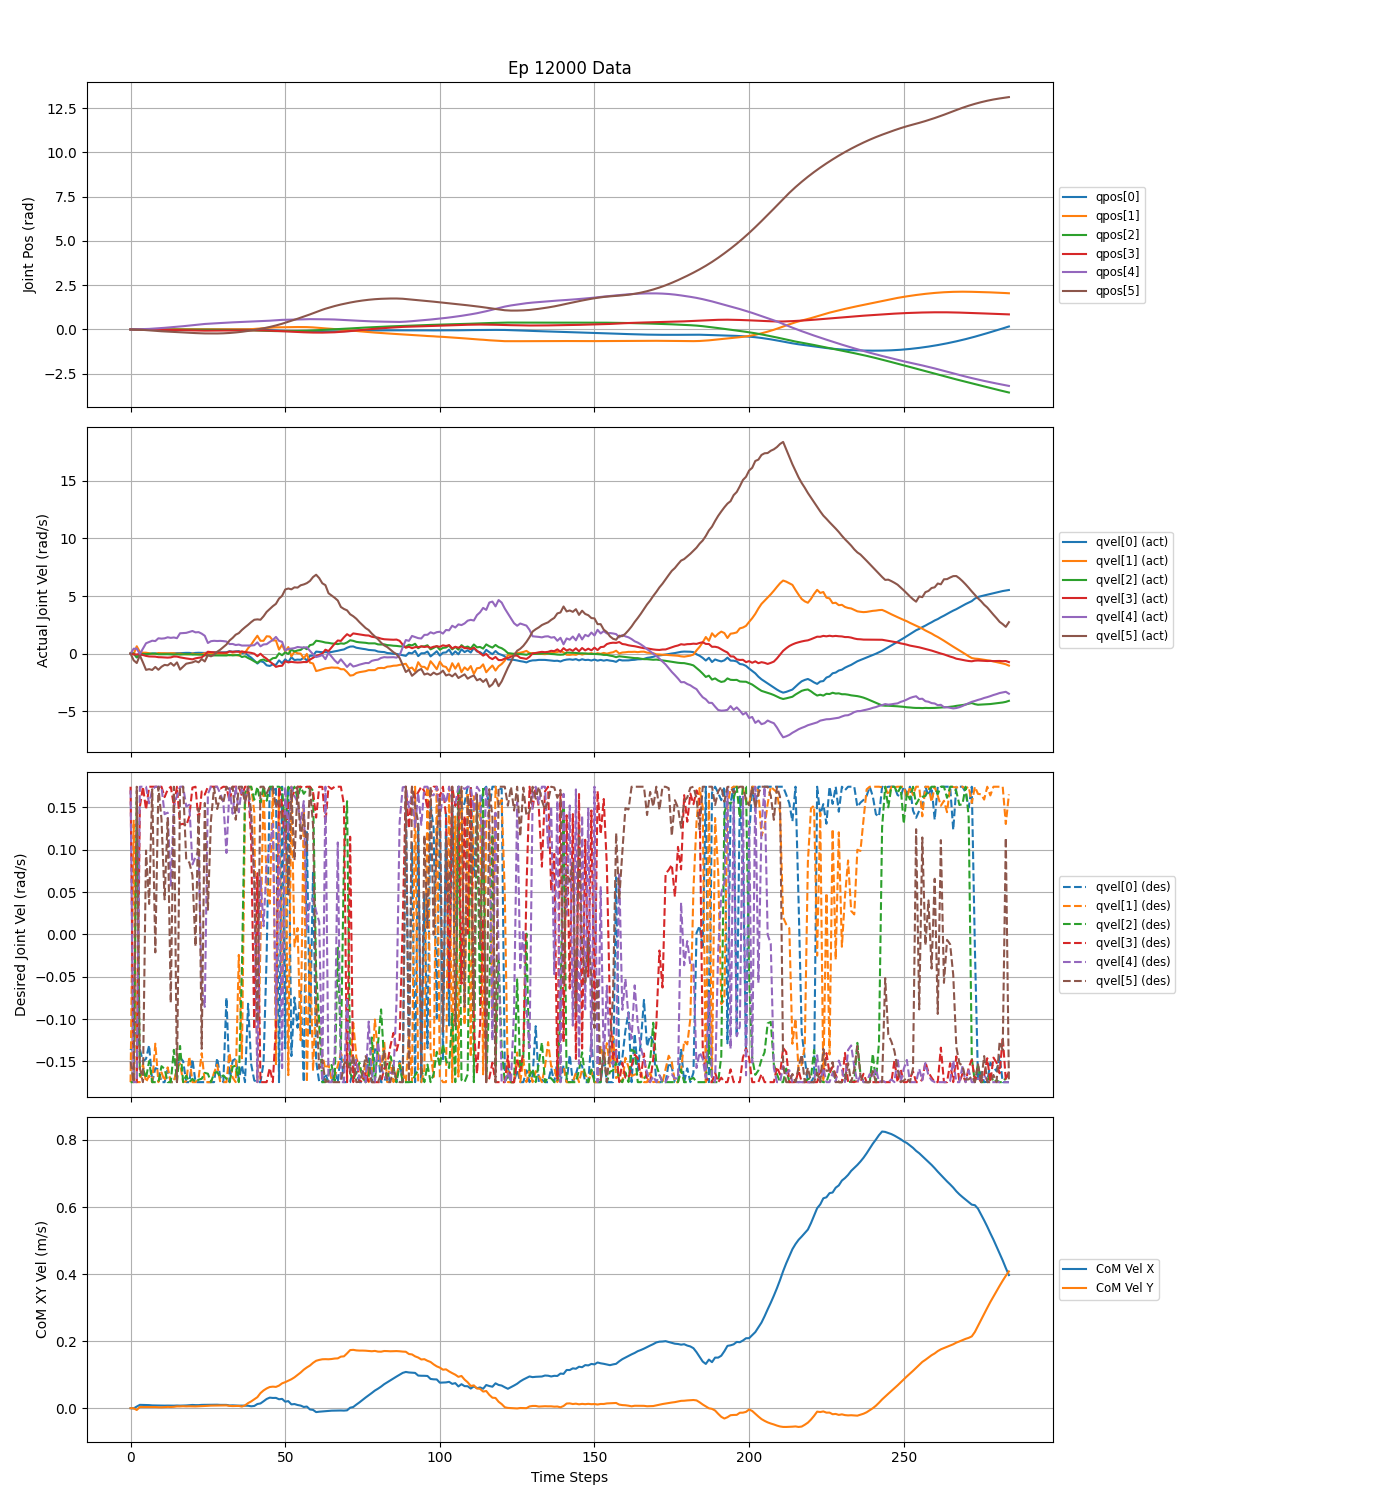 Ep 12000 Data
12.5
10.0
7.5
5.0
2.5
0.0
−2.5
Joint Pos (rad)
qpos[0]
qpos[1]
qpos[2]
qpos[3]
qpos[4]
qpos[5]
15
10
5
0
−5
Actual Joint Vel (rad/s)
qvel[0] (act)
qvel[1] (act)
qvel[2] (act)
qvel[3] (act)
qvel[4] (act)
qvel[5] (act)
0.15
0.10
0.05
0.00
−0.05
−0.10
−0.15
Desired Joint Vel (rad/s)
qvel[0] (des)
qvel[1] (des)
qvel[2] (des)
qvel[3] (des)
qvel[4] (des)
qvel[5] (des)
0.8
0.6
0.4
0.2
0.0
CoM XY Vel (m/s)
CoM Vel X
CoM Vel Y
0 50 100 150 200 250
Time Steps